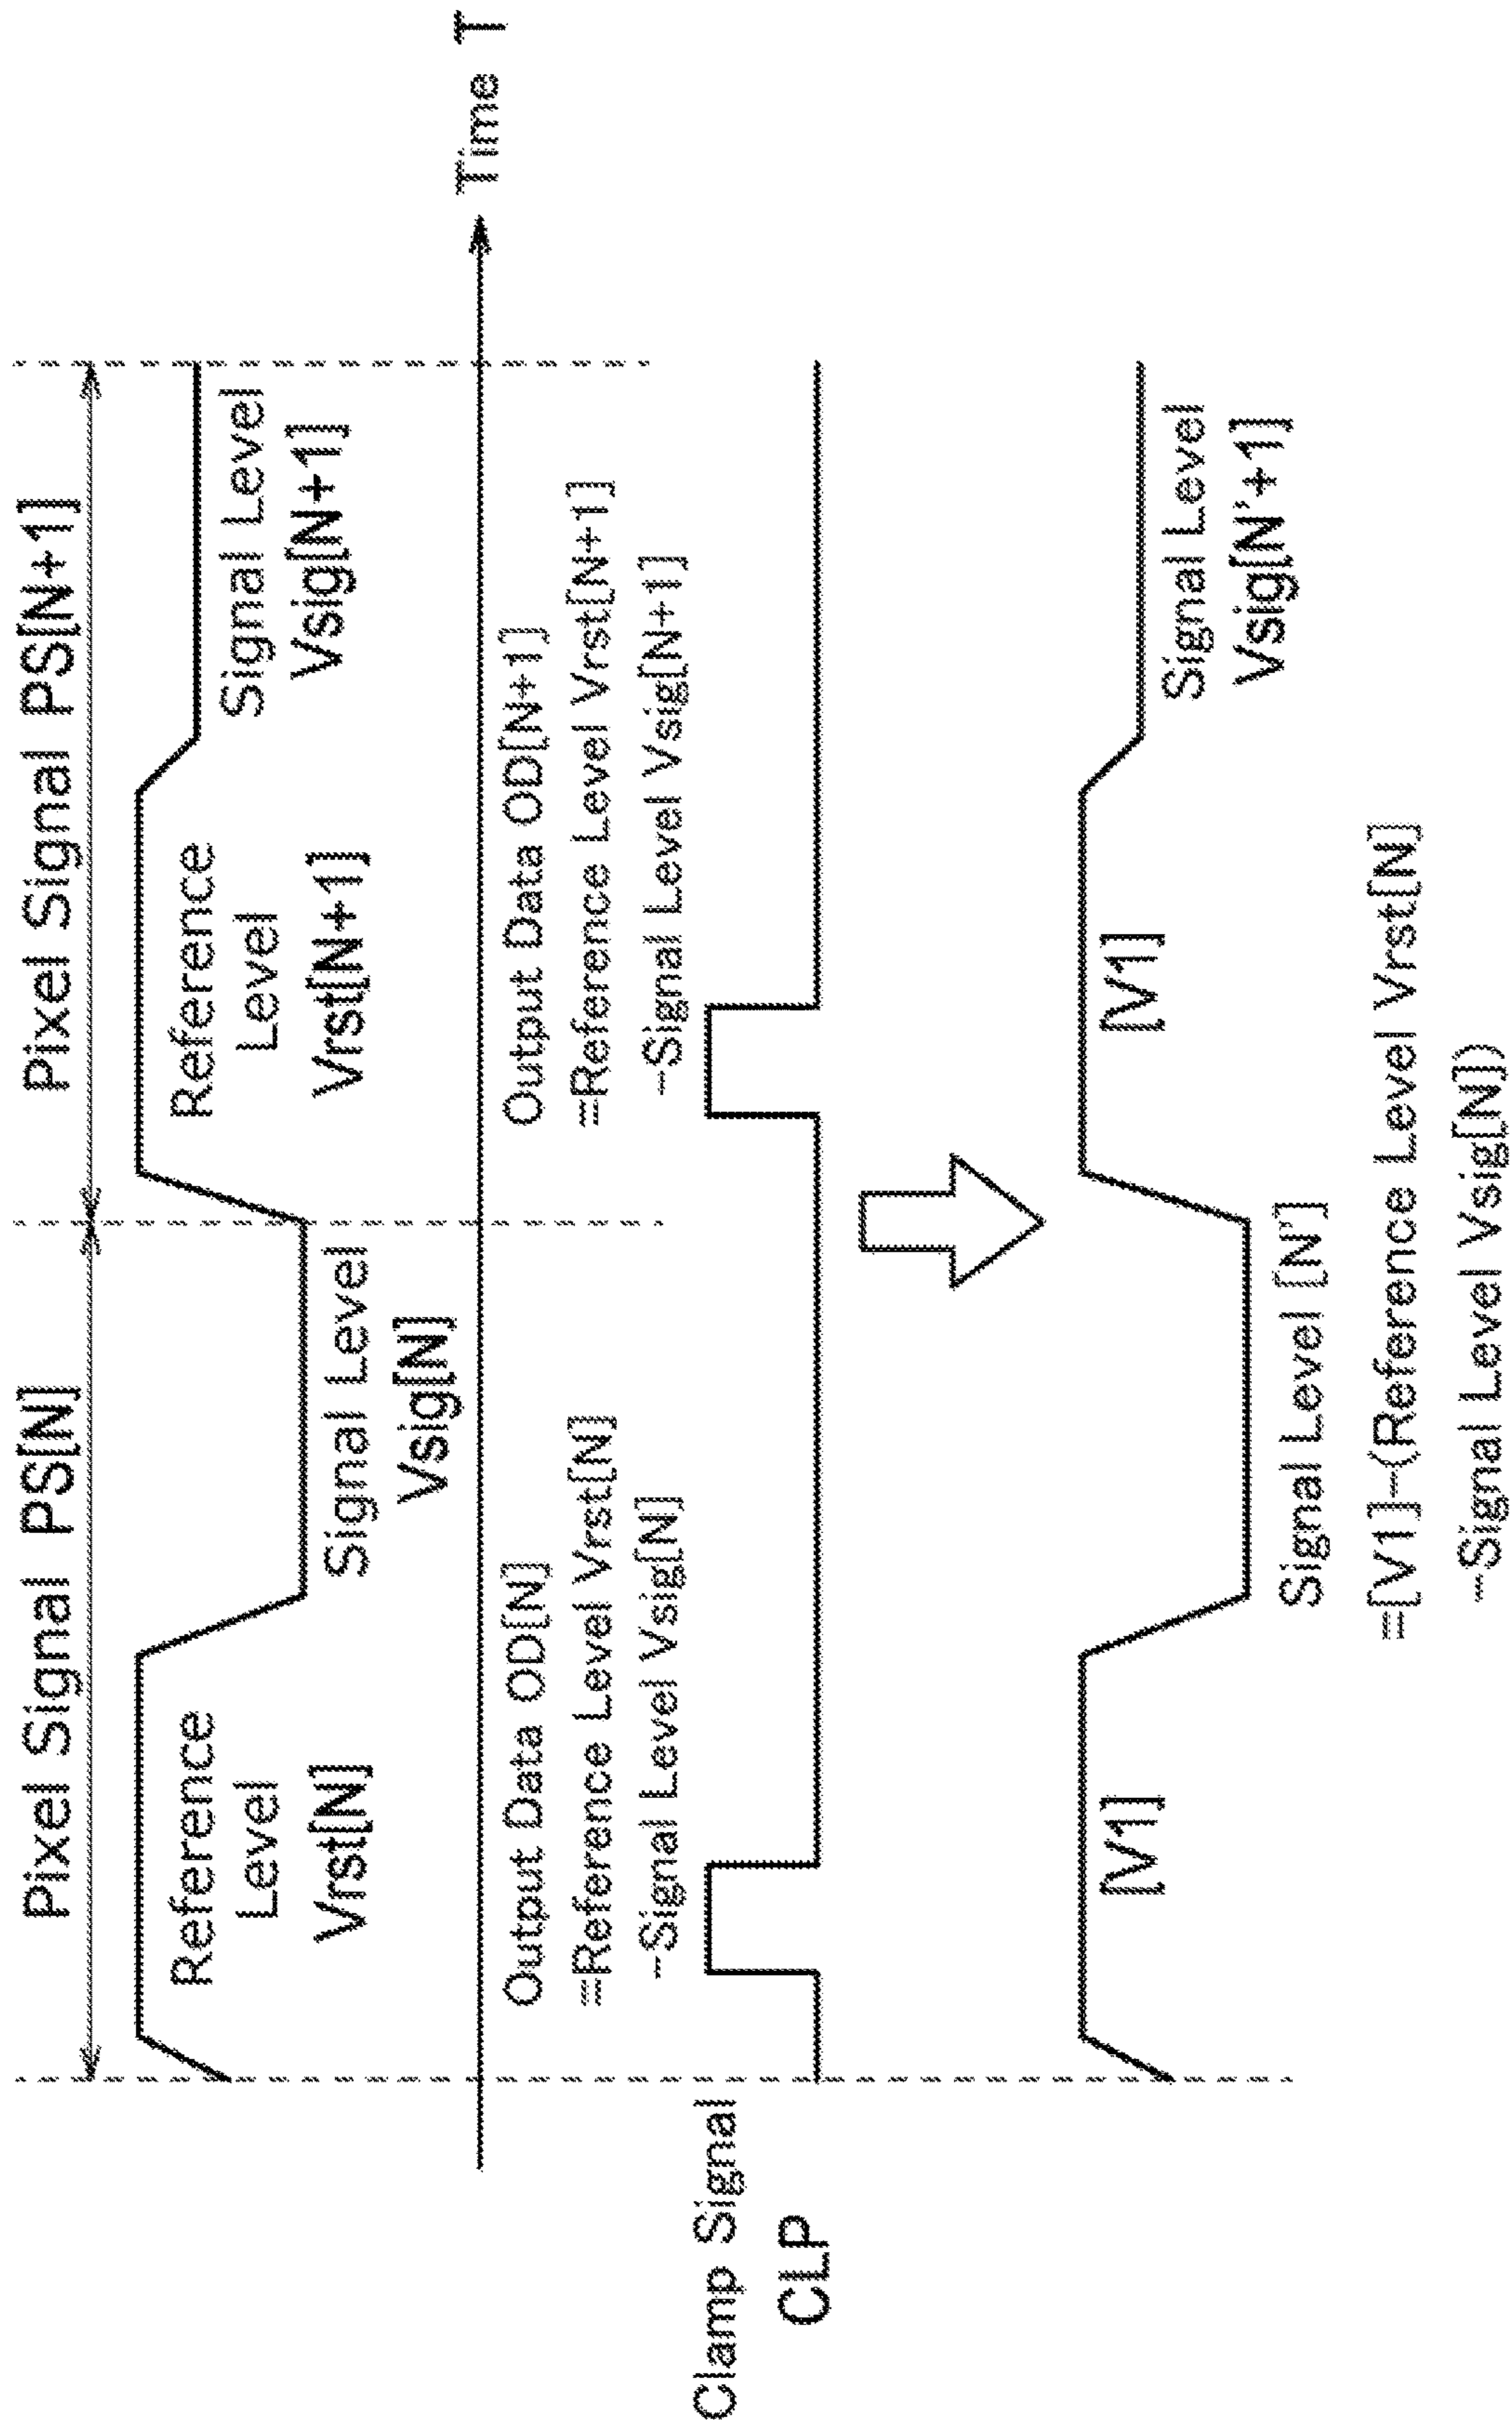 Pixel Signal PS[N]
Pixel Signal PS[N+1]
Reference
Level
Vrst[N]
Signal Level
Vsig[N]
Reference
Level
Vrst[N+1]
Signal Level
Vsig[N+1]
Time T
Output Data OD[N]
=Reference Level Vrst[N]
-Signal Level Vsig[N]
Output Data OD[N+1]
=Reference Level Vrst[N+1]
-Signal Level Vsig[N+1]
Clamp Signal
CLP
[V1]
[V1]
Signal Level [N']
=[V1]-(Reference Level Vrst[N]
-Signal Level Vsig[N])
Signal Level
Vsig[N'+1]